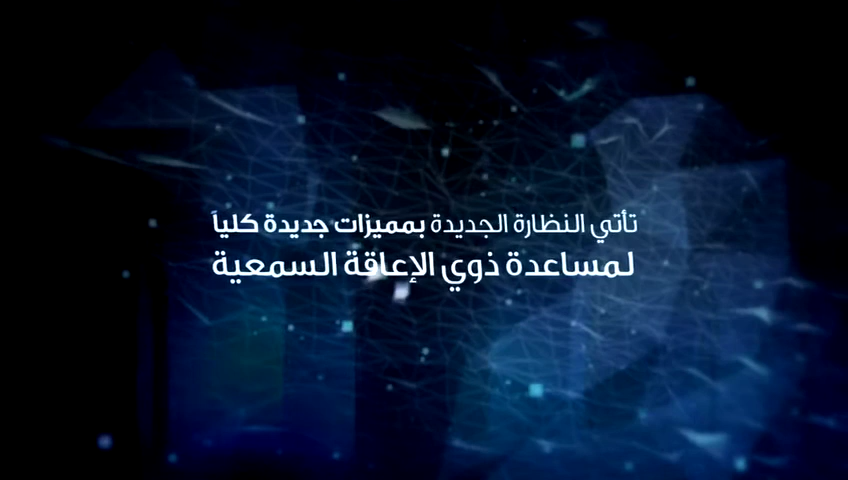 تأتي النظارة الجديدة بمميزات جديدة كلياً
لمساعدة ذوي الإعاقة السمعية